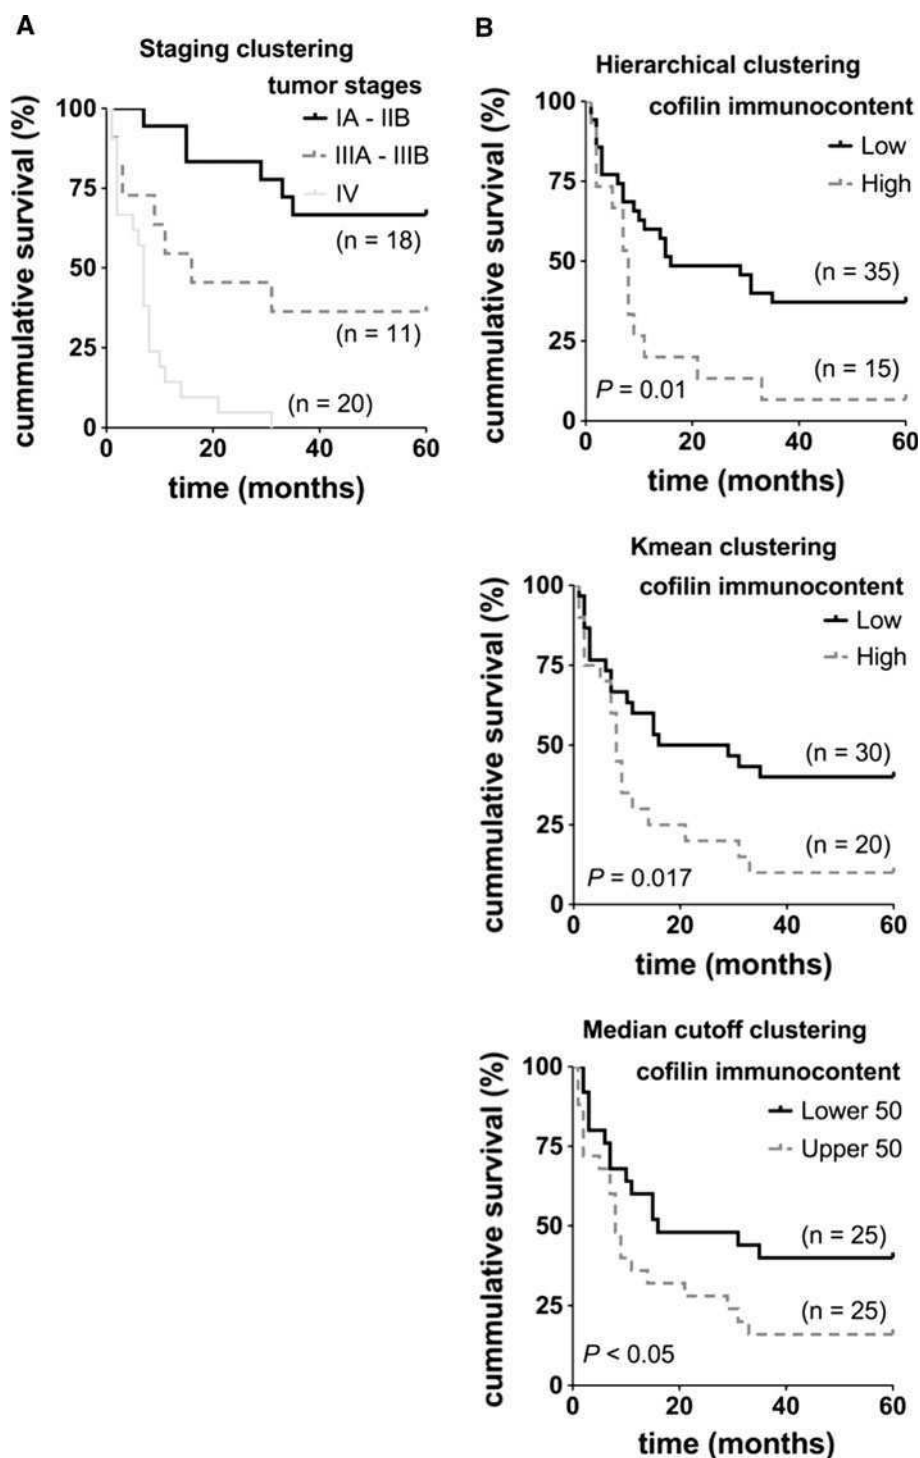 A
Staging clustering
tumor stages
IA - IIB
IIIA - IIIB
IV
(n = 18)
(n = 11)
(n = 20)
100
75
50
25
0
20
40
60
cummulative survival (%)
time (months)
B
Hierarchical clustering
cofilin immunocontent
Low
High
(n = 35)
(n = 15)
P = 0.01
100
75
50
25
0
0
20
40
60
cummulative survival (%)
time (months)
Kmean clustering
cofilin immunocontent
Low
High
(n = 30)
(n = 20)
P = 0.017
100
75
50
25
0
0
20
40
60
cummulative survival (%)
time (months)
Median cutoff clustering
cofilin immunocontent
Lower 50
Upper 50
(n = 25)
(n = 25)
P < 0.05
100
75
50
25
0
0
20
40
60
cummulative survival (%)
time (months)